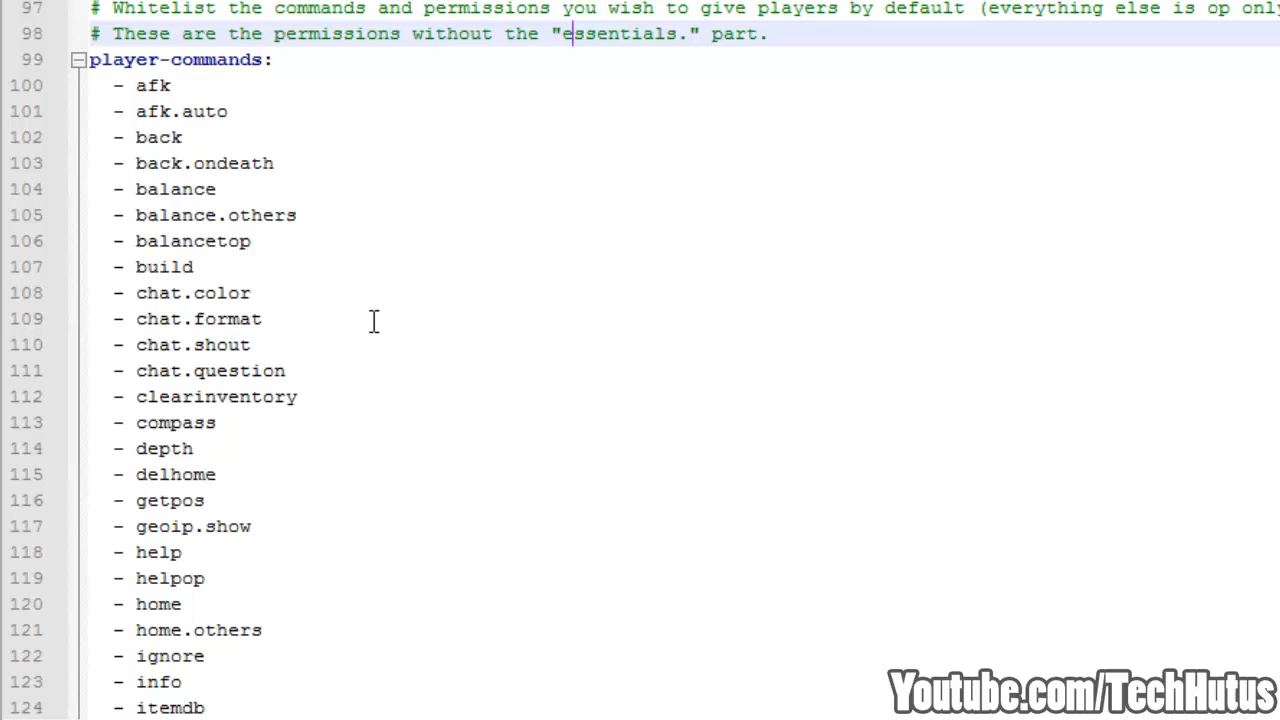 97 # Whitelist the commands and permissions you wish to give players by default (everything else is op only
98 # These are the permissions without the "essentials." part.
99 player-commands:
100 - afk
101 - afk.auto
102 - back
103 - back.ondeath
104 - balance
105 - balance.others
106 - balancetop
107 - build
108 - chat.color
109 - chat.format
110 - chat.shout
111 - chat.question
112 - clearinventory
113 - compass
114 - depth
115 - delhome
116 - getpos
117 - geoip.show
118 - help
119 - helpop
120 - home
121 - home.others
122 - ignore
123 - info
124 - itemdb
Youtube.com/TechHutus